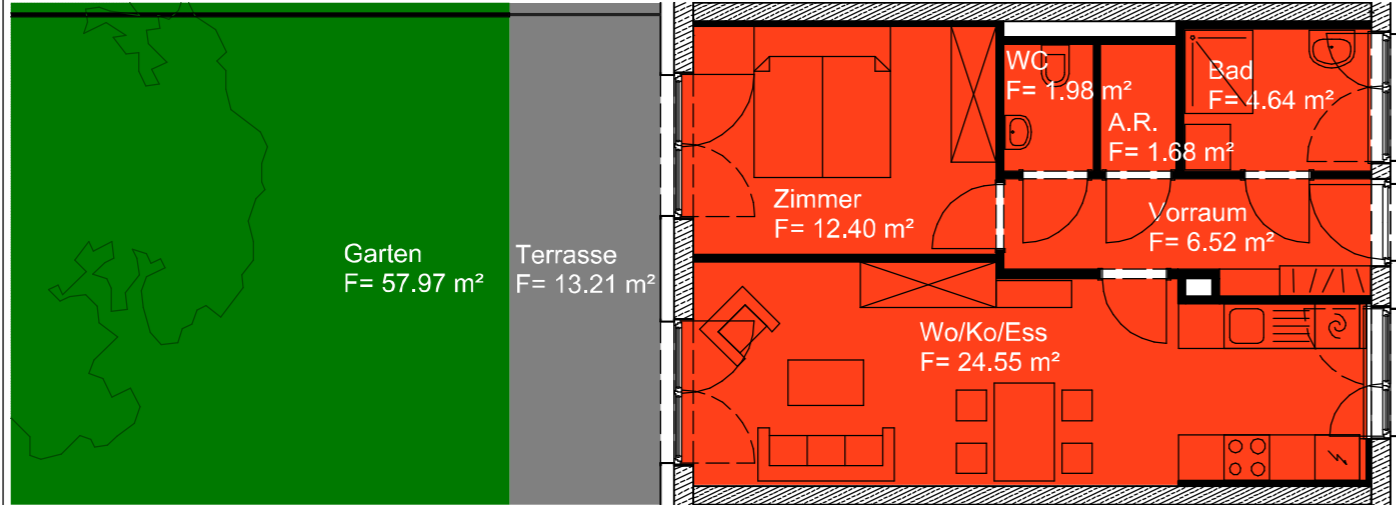 WC
F= 1.98 m²
Bad
F= 4.64 m²
A.R.
F= 1.68 m²
Zimmer
F= 12.40 m²
Vorraum
F= 6.52 m²
Garten
F= 57.97 m²
Terrasse
F= 13.21 m²
Wo/Ko/Ess
F= 24.55 m²